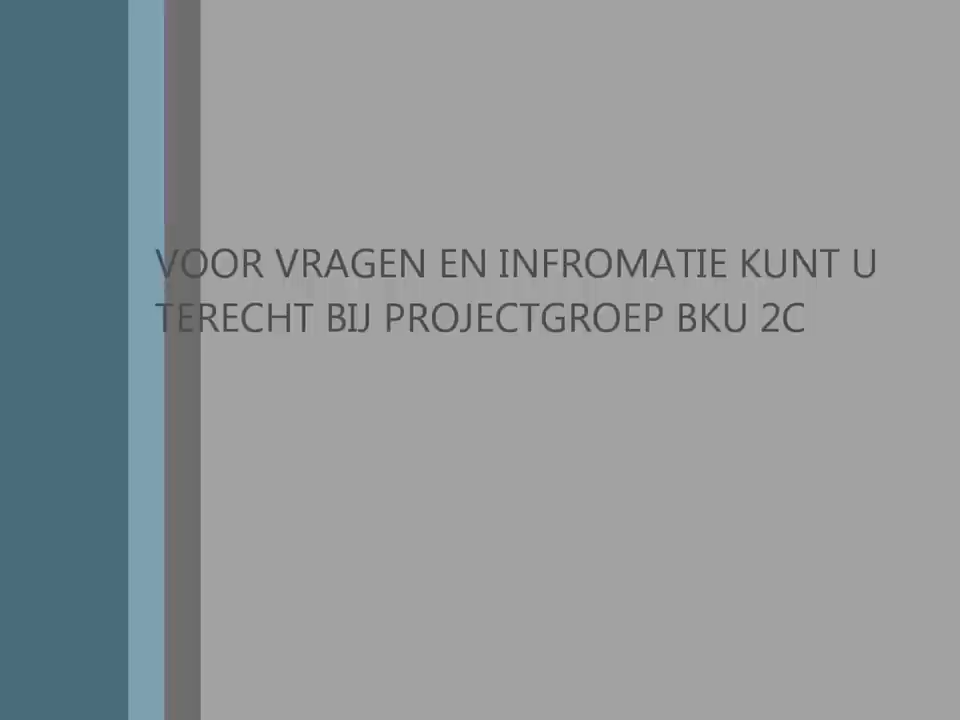 VOOR VRAGEN EN INFROMATIE KUNT U
TERECHT BIJ PROJECTGROEP BKU 2C